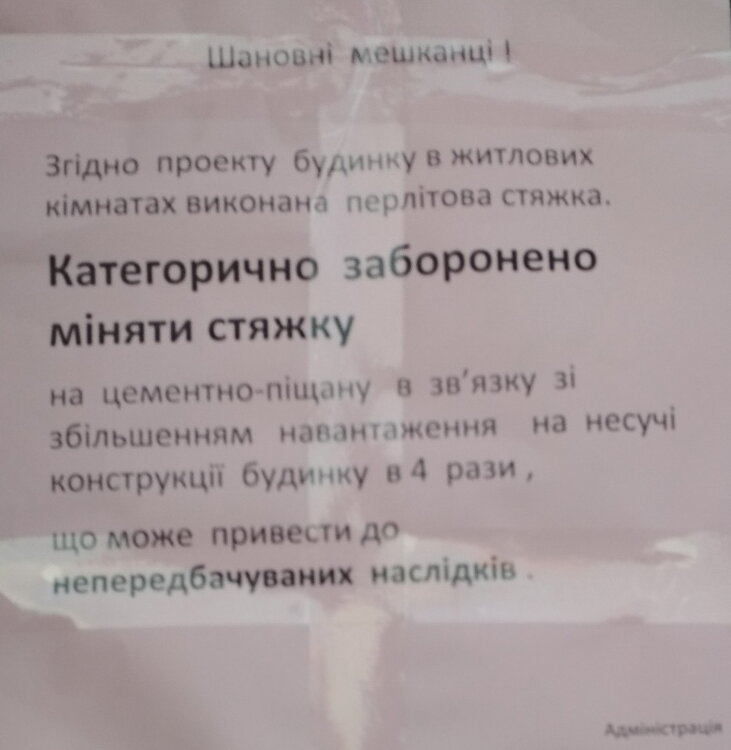 Шановні мешканці !
Згідно проекту будинку в житлових
кімнатах виконана перлітова стяжка.
Категорично заборонено
міняти стяжку
на цементно-піщану в зв'язку зі
збільшенням навантаження на несучі
конструкції будинку в 4 рази ,
що може привести до
непередбачуваних наслідків .
Адміністрація